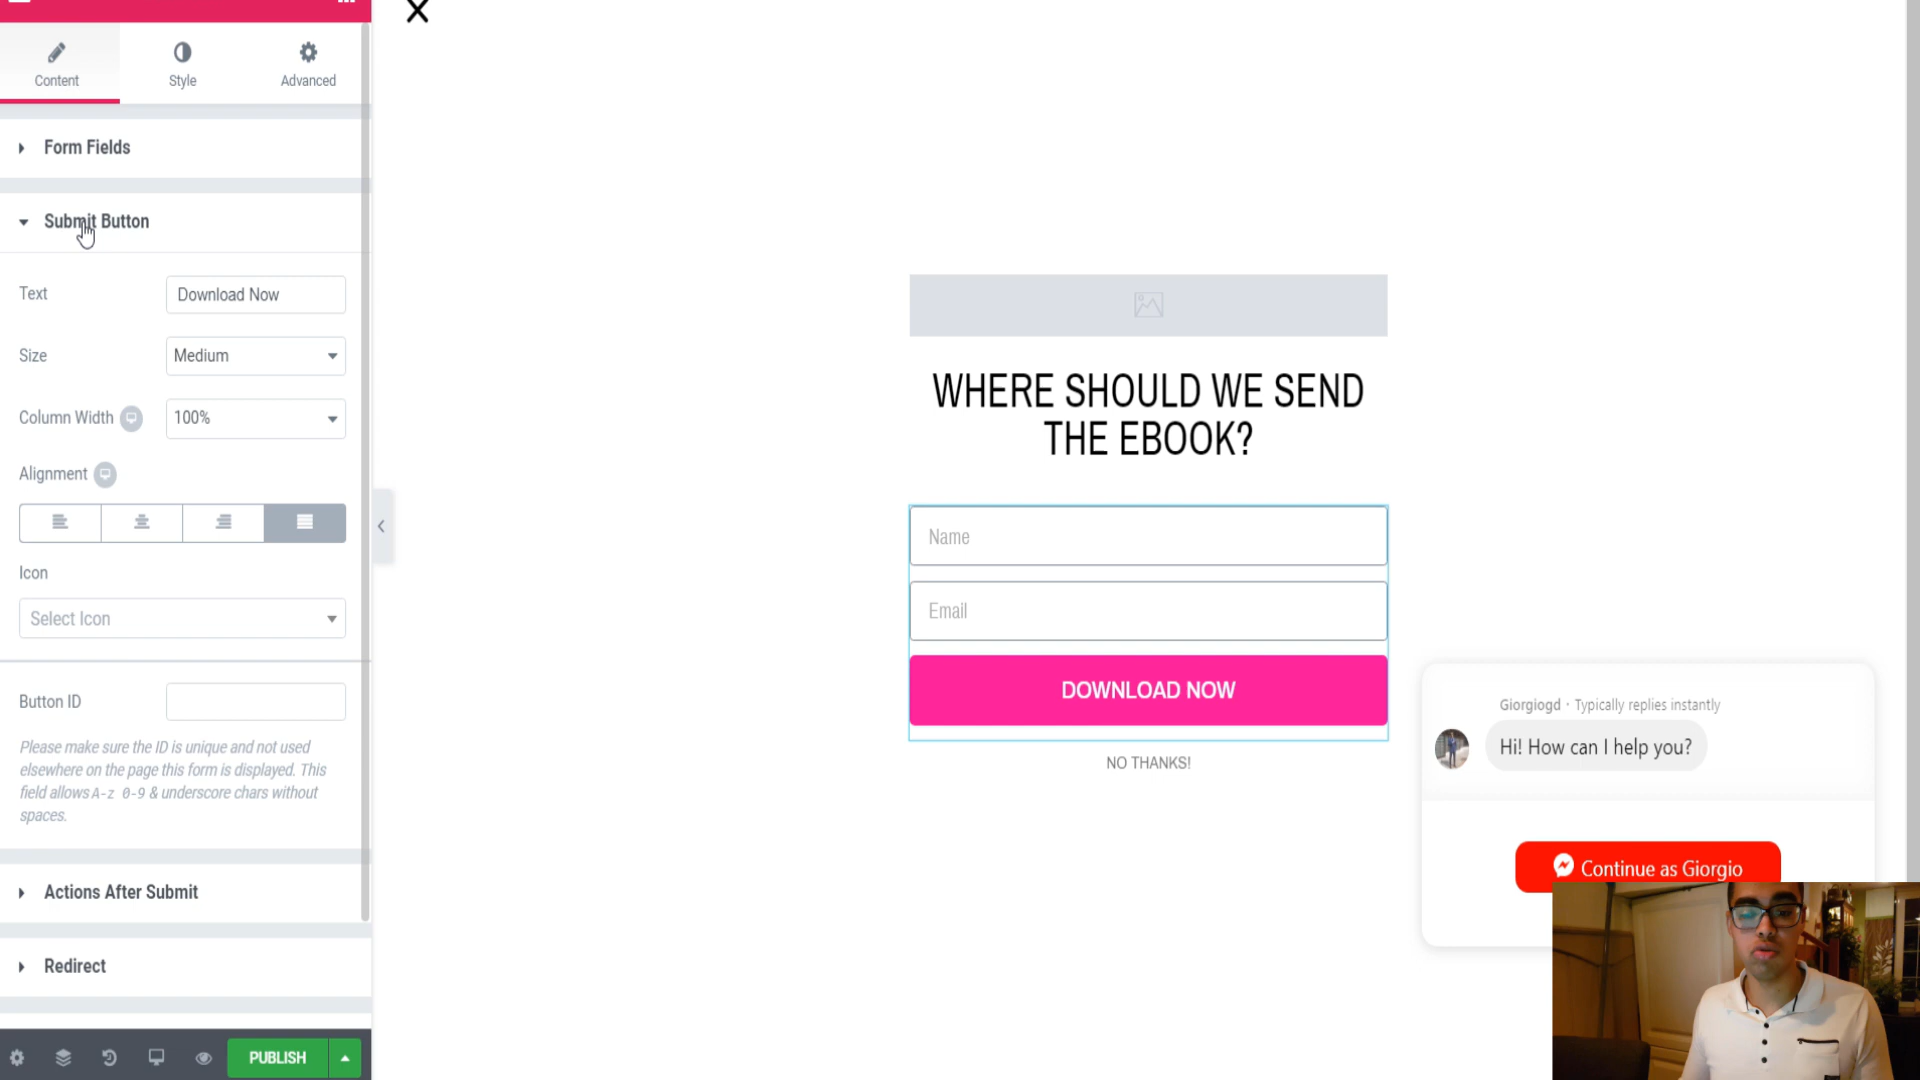 Content
Style
Advanced
Form Fields
Submit Button
Text
Download Now
Size
Medium
Column Width
100%
Alignment
Icon
Select Icon
Button ID
Please make sure the ID is unique and not used
elsewhere on the page this form is displayed. This
field allows A-z 0-9 & underscore chars without
spaces.
Actions After Submit
Redirect
PUBLISH
WHERE SHOULD WE SEND
THE EBOOK?
Name
Email
DOWNLOAD NOW
NO THANKS!
Giorgiogd · Typically replies instantly
Hi! How can I help you?
Continue as Giorgio